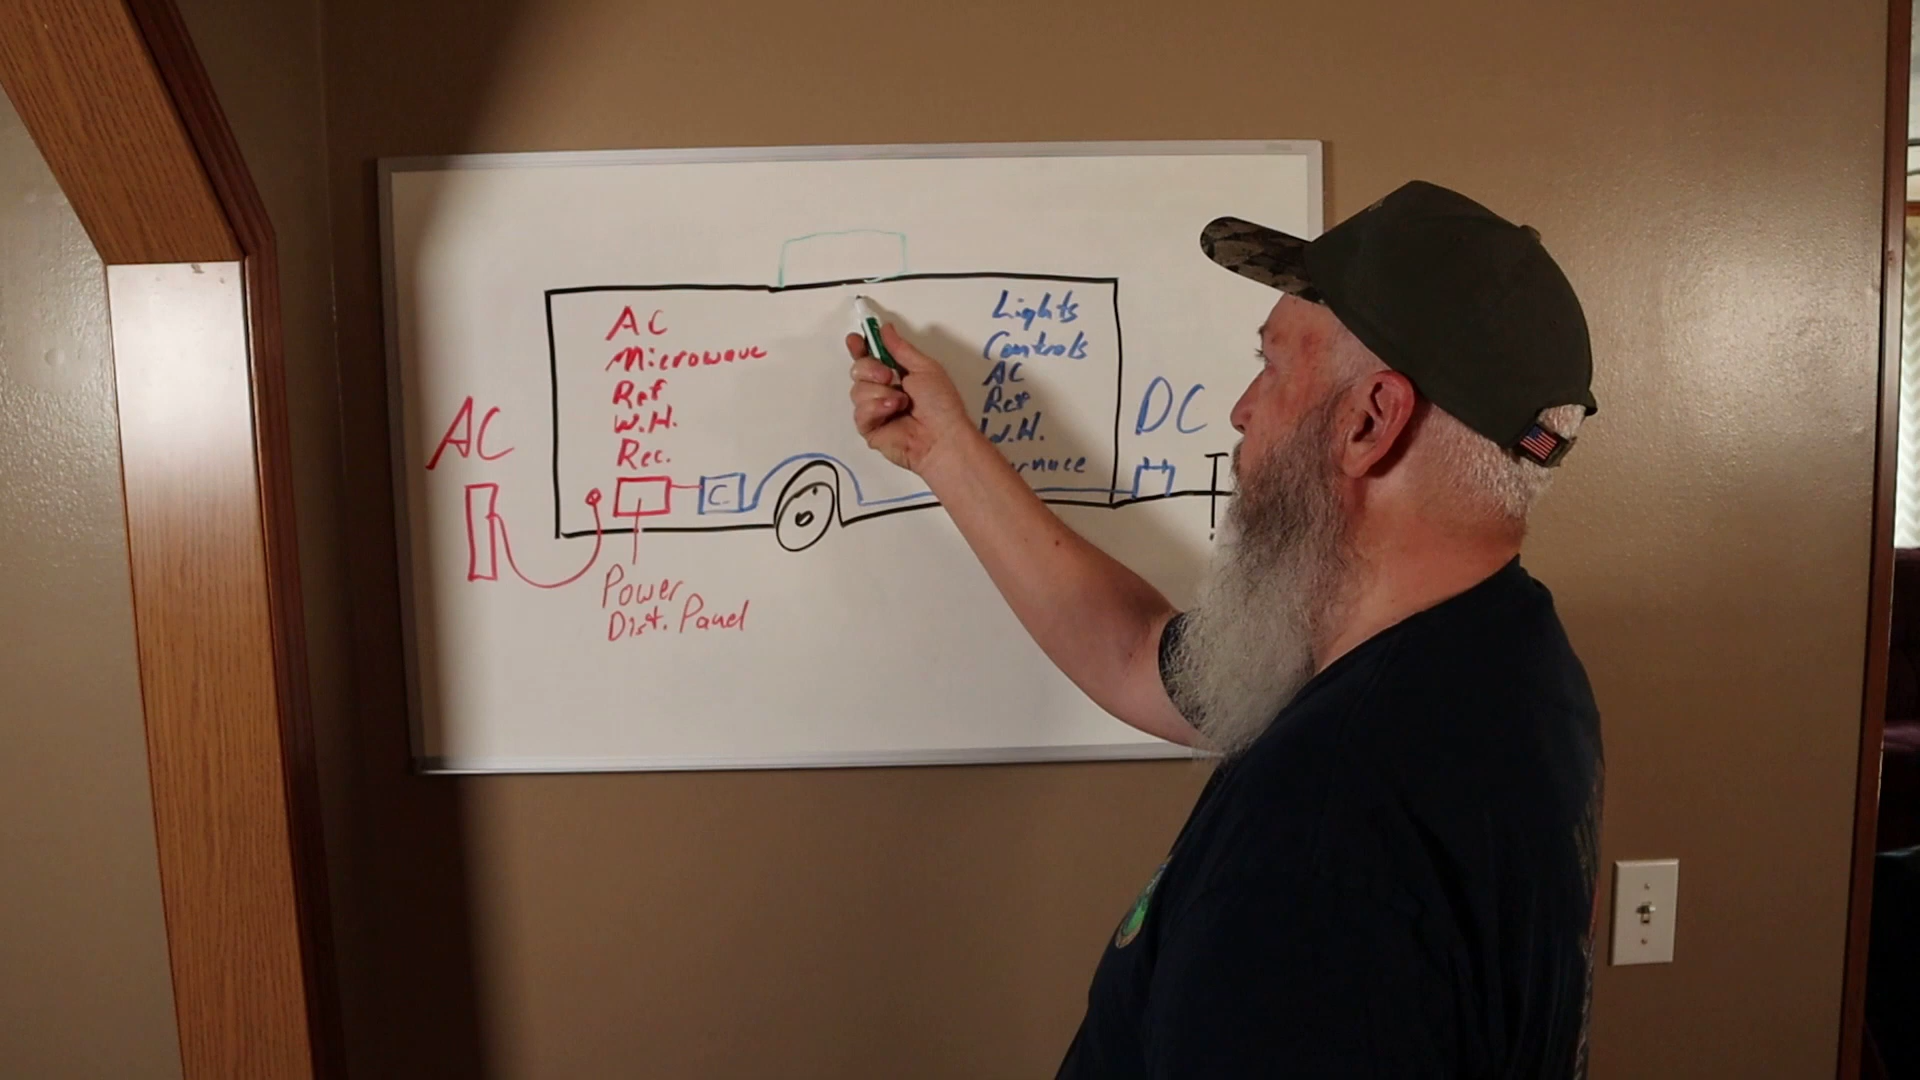 AC
Microwave
Ref
W.H.
Rec.
AC
C.
Power
Dist. Panel
Lights
Controls
AC
Ref
W.H.
DC